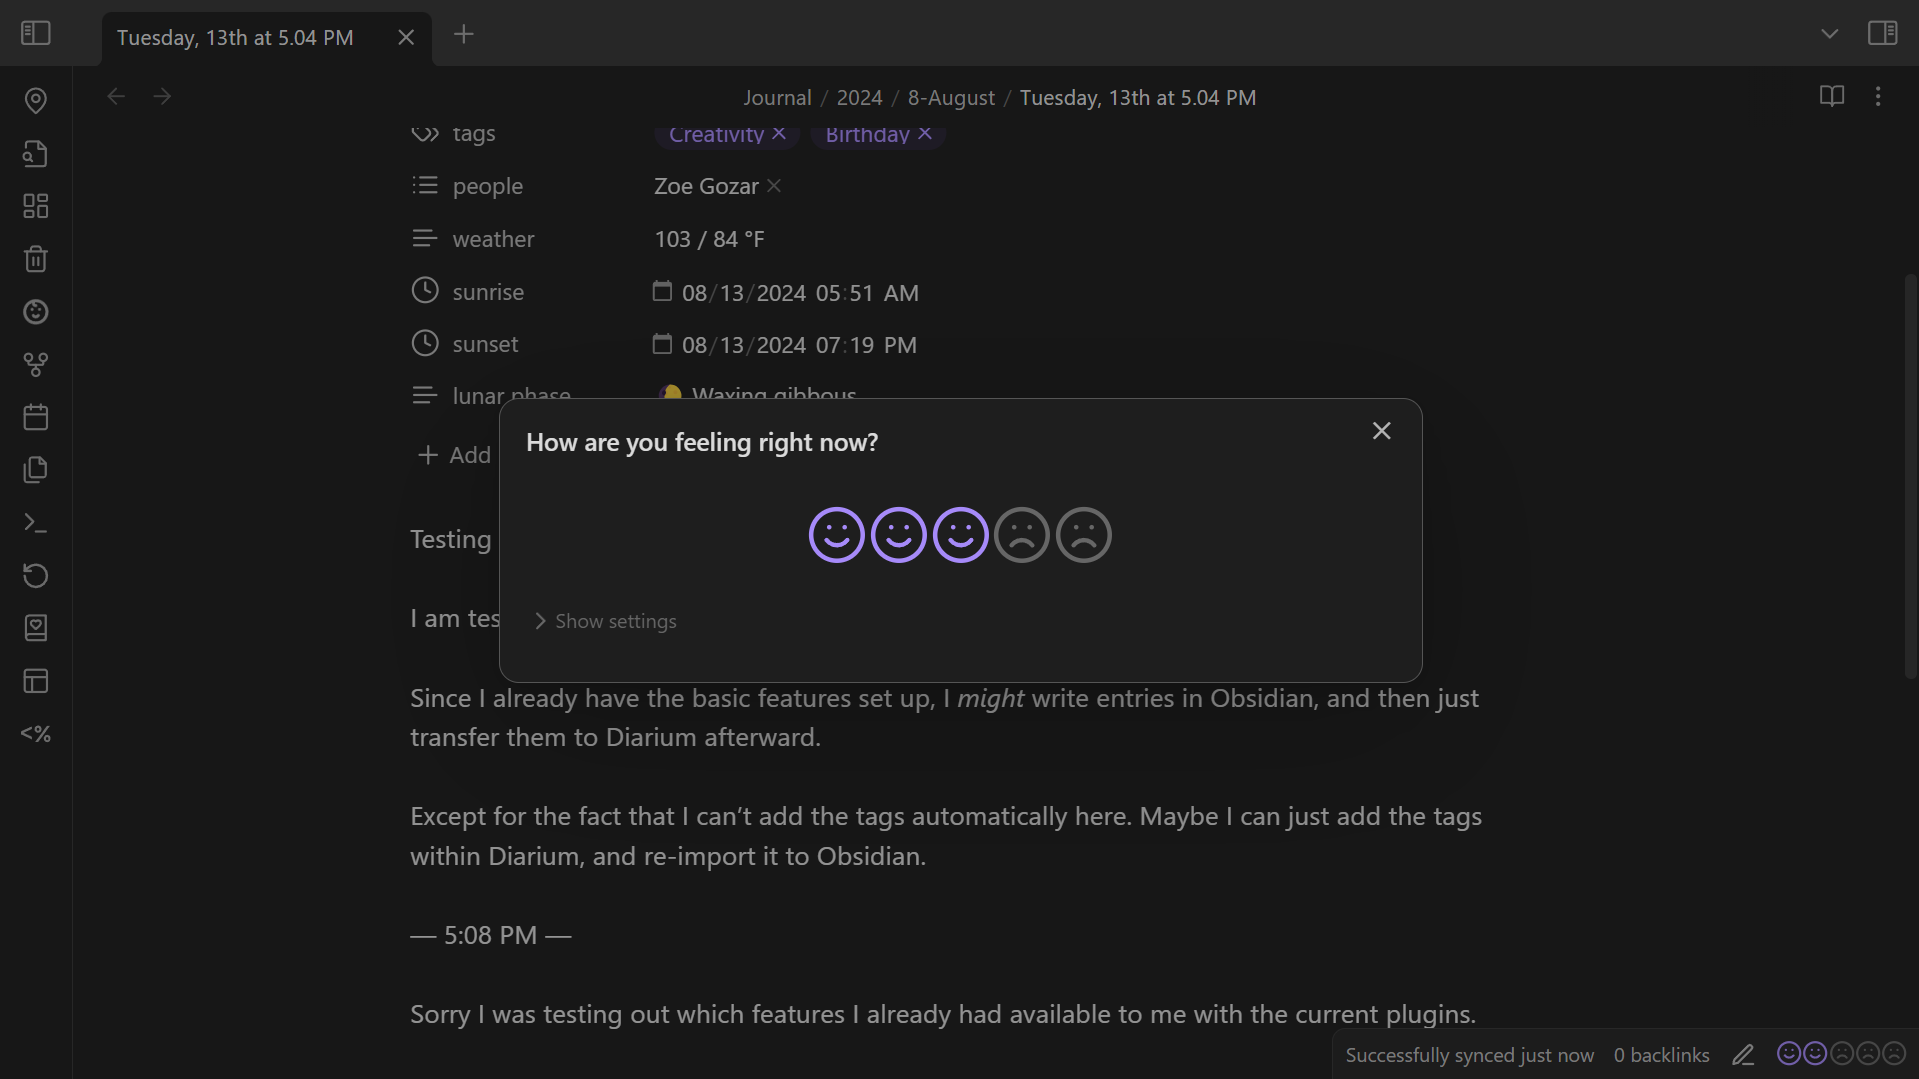 Tuesday, 13th at 5.04 PM
Journal / 2024 / 8-August / Tuesday, 13th at 5.04 PM
tags Creativity Birthday
people Zoe Gozar
weather 103 / 84 °F
sunrise 08/13/2024 05:51 AM
sunset 08/13/2024 07:19 PM
lunar phase Waxing gibbous
Add
How are you feeling right now?
Show settings
Testing
I am
Since I already have the basic features set up, I might write entries in Obsidian, and then just
transfer them to Diarium afterward.
Except for the fact that I can’t add the tags automatically here. Maybe I can just add the tags
within Diarium, and re-import it to Obsidian.
— 5:08 PM —
Sorry I was testing out which features I already had available to me with the current plugins.
Successfully synced just now 0 backlinks
<%